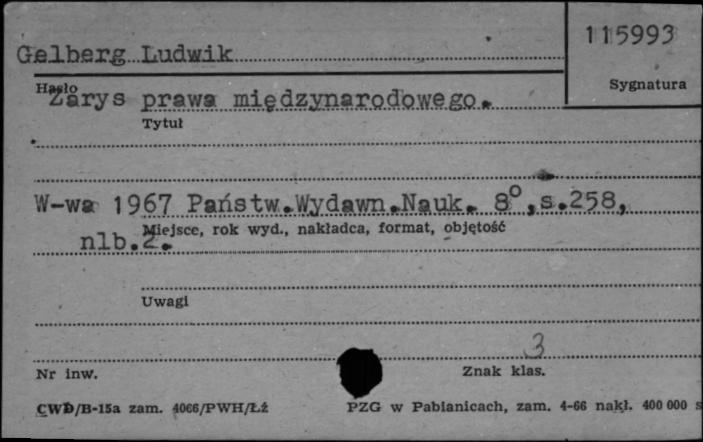 115993
Gelberg Ludwik
Sygnatura
Hasło
Zarys prawa międzynarodowego.
Tytuł
W-wa 1967 Państw.Wydawn.Nauk. 8°,s.258,
Miejsce, rok wyd., nakładca, format, objętość
nlb.2.
Uwagi
3
Nr inw.
Znak klas.
CWD/B-15a zam. 4066/PWH/Łź
PZG w Pabianicach, zam. 4-66 nakł. 400 000 s